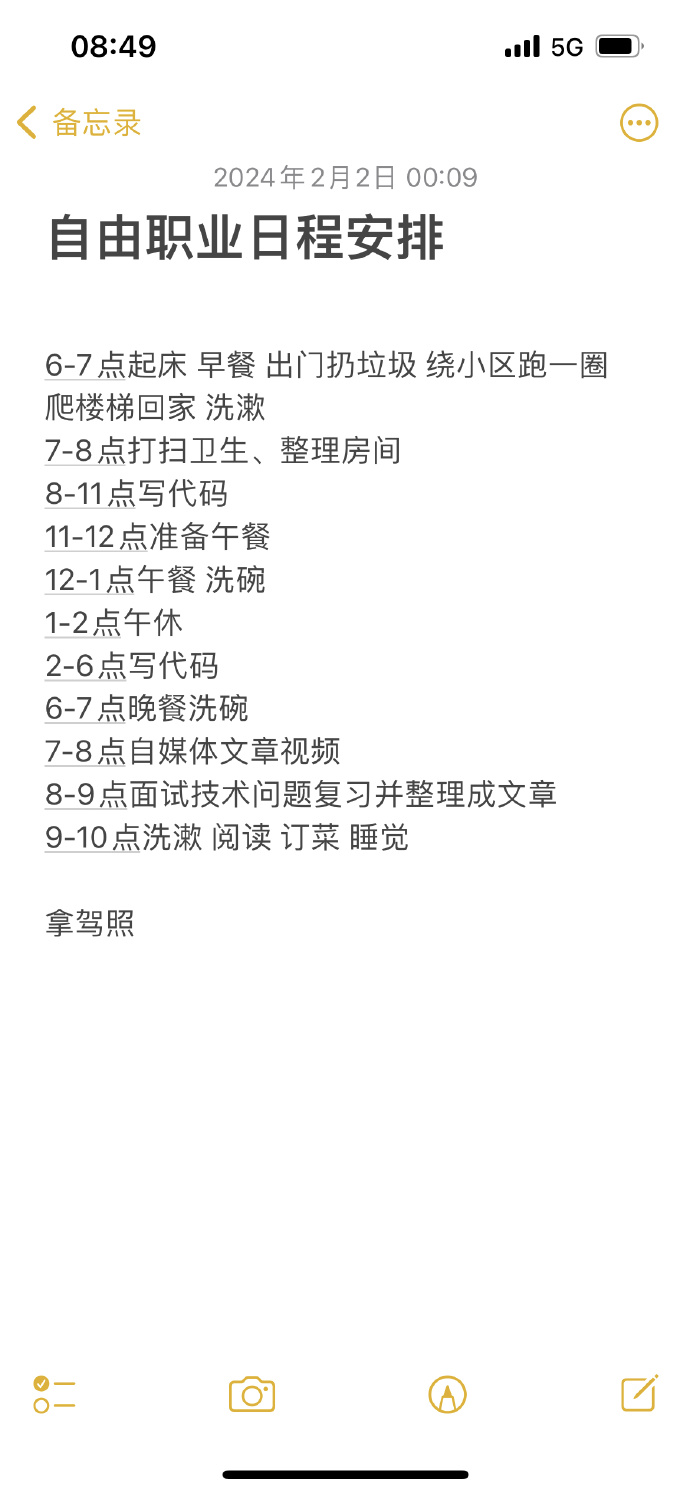 08:49 5G
备忘录
2024年2月2日 00:09
自由职业日程安排
6-7点起床 早餐 出门扔垃圾 绕小区跑一圈
爬楼梯回家 洗漱
7-8点打扫卫生、整理房间
8-11点写代码
11-12点准备午餐
12-1点午餐 洗碗
1-2点午休
2-6点写代码
6-7点晚餐洗碗
7-8点自媒体文章视频
8-9点面试技术问题复习并整理成文章
9-10点洗漱 阅读 订菜 睡觉
拿驾照